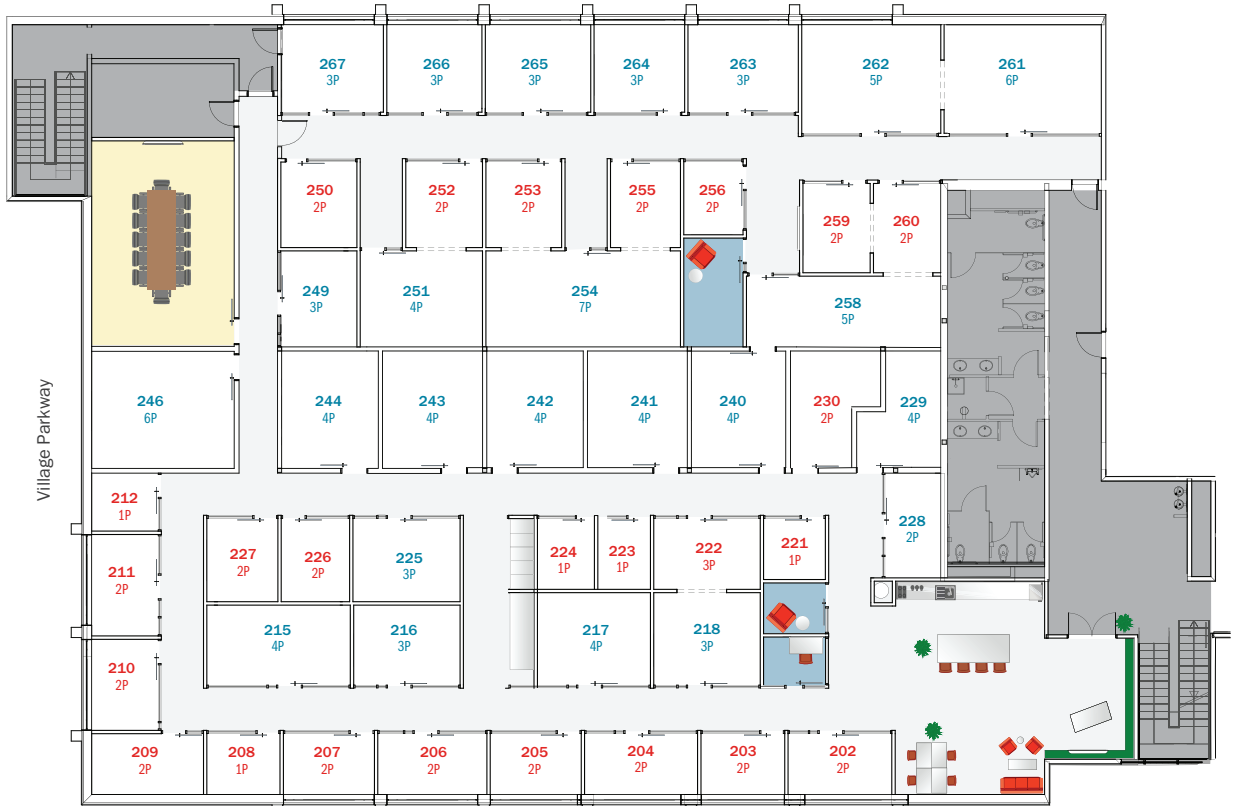 267
3P
266
3P
265
3P
264
3P
263
3P
262
5P
261
6P
250
2P
252
2P
253
2P
255
2P
256
2P
259
2P
260
2P
249
3P
251
4P
254
7P
258
5P
246
6P
244
4P
243
4P
242
4P
241
4P
240
4P
230
2P
229
4P
Village Parkway
212
1P
211
2P
210
2P
227
2P
226
2P
225
3P
224
1P
223
1P
222
3P
221
1P
228
2P
215
4P
216
3P
217
4P
218
3P
209
2P
208
1P
207
2P
206
2P
205
2P
204
2P
203
2P
202
2P